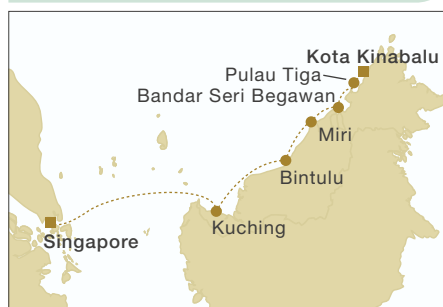 Kota Kinabalu
Pulau Tiga
Bandar Seri Begawan
Miri
Bintulu
Kuching
Singapore